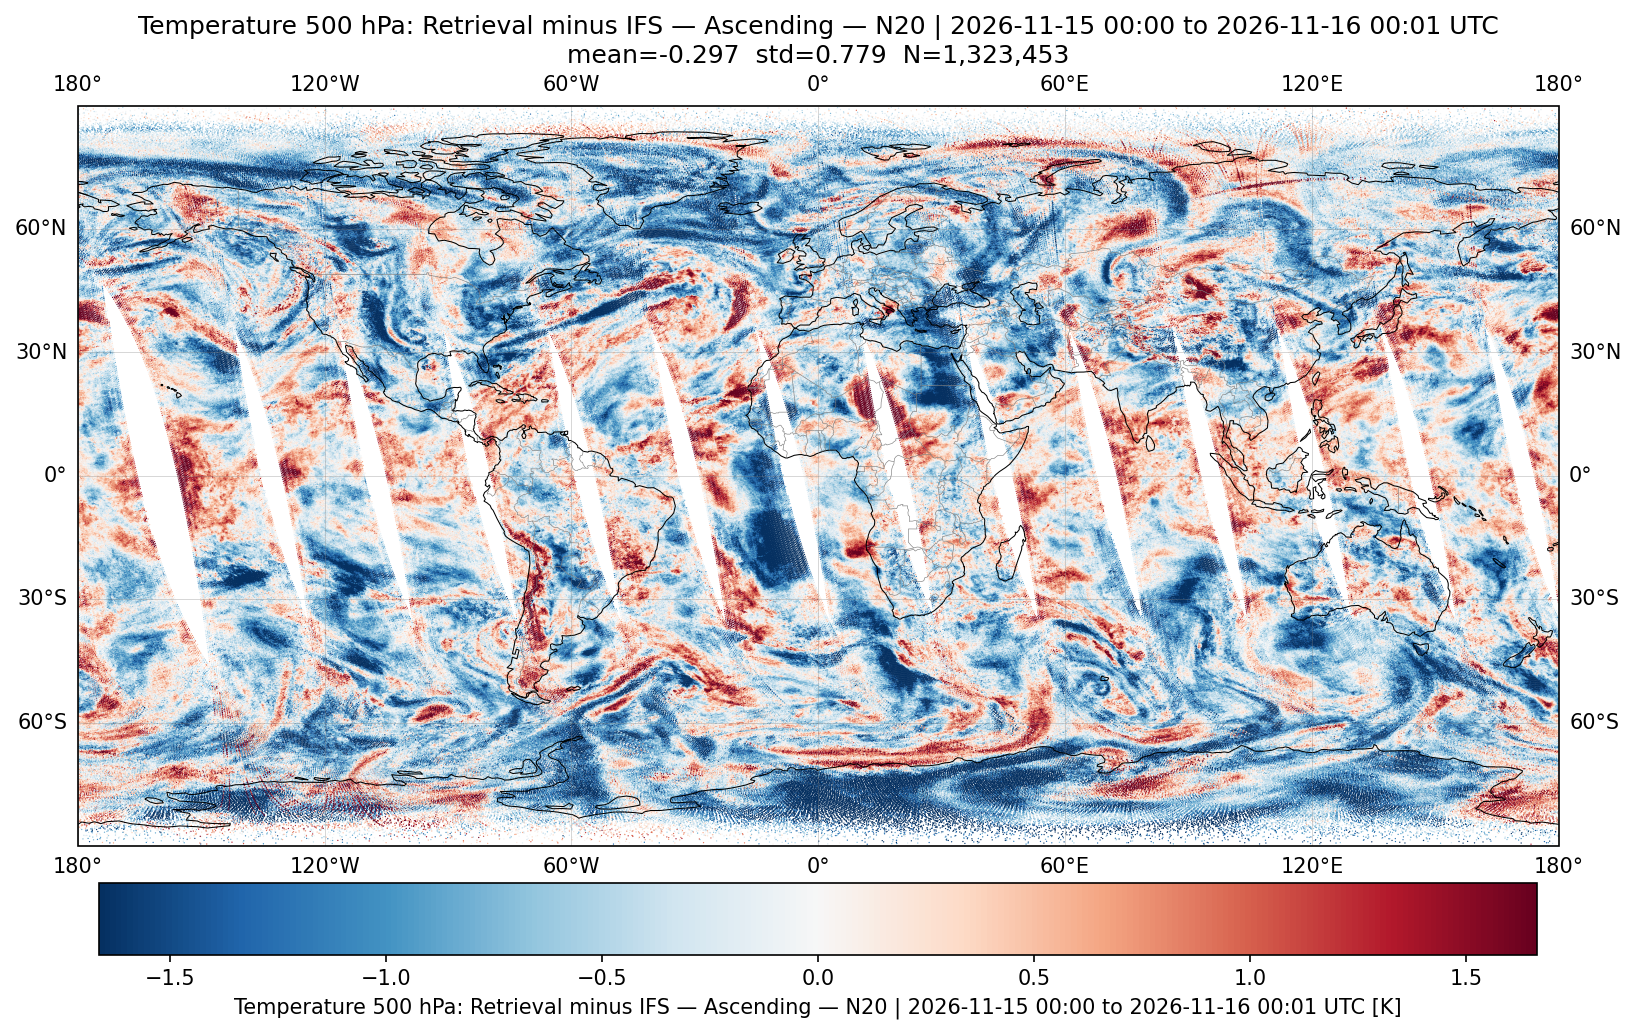 Temperature 500 hPa: Retrieval minus IFS — Ascending — N20 | 2026-11-15 00:00 to 2026-11-16 00:01 UTC
mean=-0.297  std=0.779  N=1,323,453
180° 120°W 60°W 0° 60°E 120°E 180°
60°N 60°N
30°N 30°N
0° 0°
30°S 30°S
60°S 60°S
180° 120°W 60°W 0° 60°E 120°E 180°
−1.5 −1.0 −0.5 0.0 0.5 1.0 1.5
Temperature 500 hPa: Retrieval minus IFS — Ascending — N20 | 2026-11-15 00:00 to 2026-11-16 00:01 UTC [K]